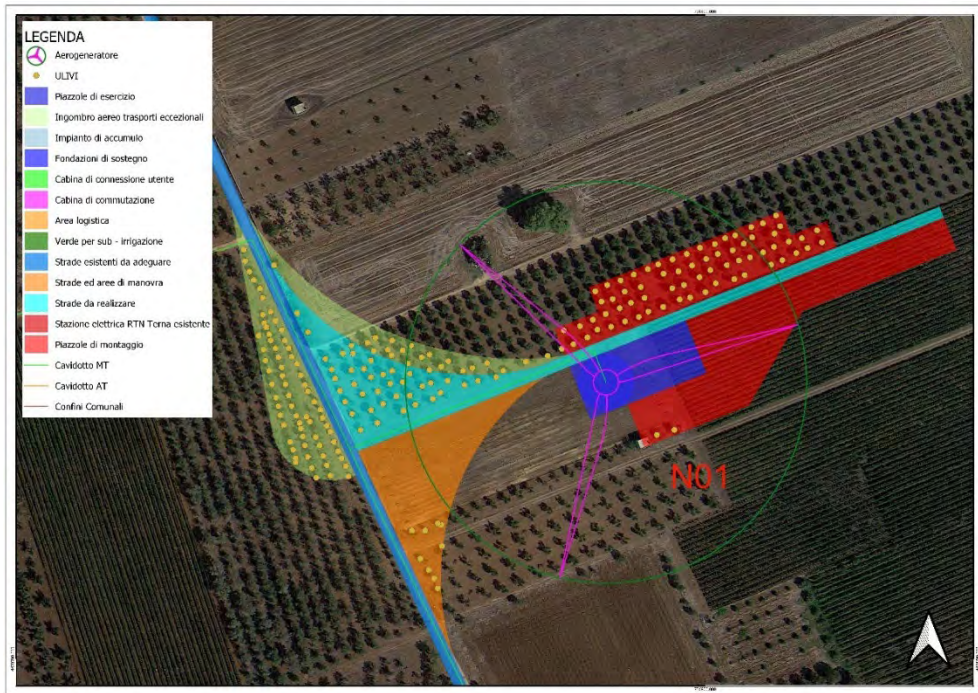 LEGENDA
Aerogeneratore
ULIVI
Piazzole di esercizio
Ingombro aereo trasporti eccezionali
Impianto di accumulo
Fondazioni di sostegno
Cabina di connessione utente
Cabina di commutazione
Area logistica
Verde per sub - irrigazione
Strade esistenti da adeguare
Strade ed aree di manovra
Strade da realizzare
Stazione elettrica RTN Terna esistente
Piazzole di montaggio
Cavidotto MT
Cavidotto AT
Confini Comunali
N01